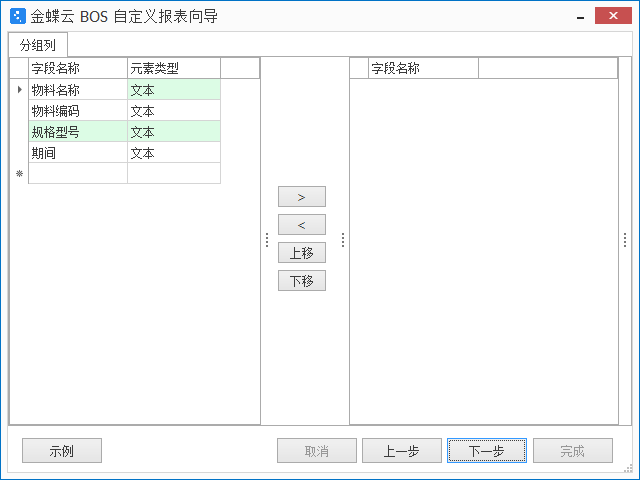 金蝶云 BOS 自定义报表向导
分组列
字段名称 元素类型 字段名称
物料名称 文本
物料编码 文本
规格型号 文本
期间 文本
>
<
上移
下移
示例 取消 上一步 下一步 完成